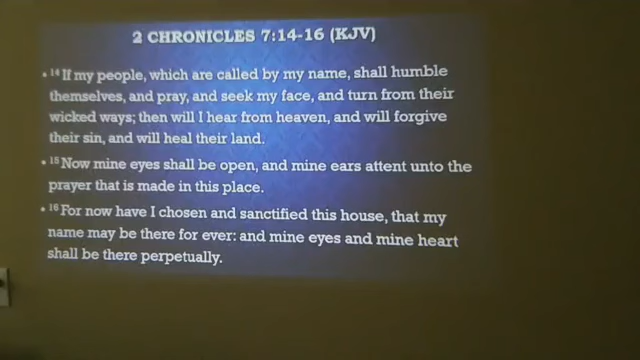 2 CHRONICLES 7:14-16 (KJV)
• 14 If my people, which are called by my name, shall humble
themselves, and pray, and seek my face, and turn from their
wicked ways; then will I hear from heaven, and will forgive
their sin, and will heal their land.
• 15 Now mine eyes shall be open, and mine ears attent unto the
prayer that is made in this place.
• 16 For now have I chosen and sanctified this house, that my
name may be there for ever: and mine eyes and mine heart
shall be there perpetually.